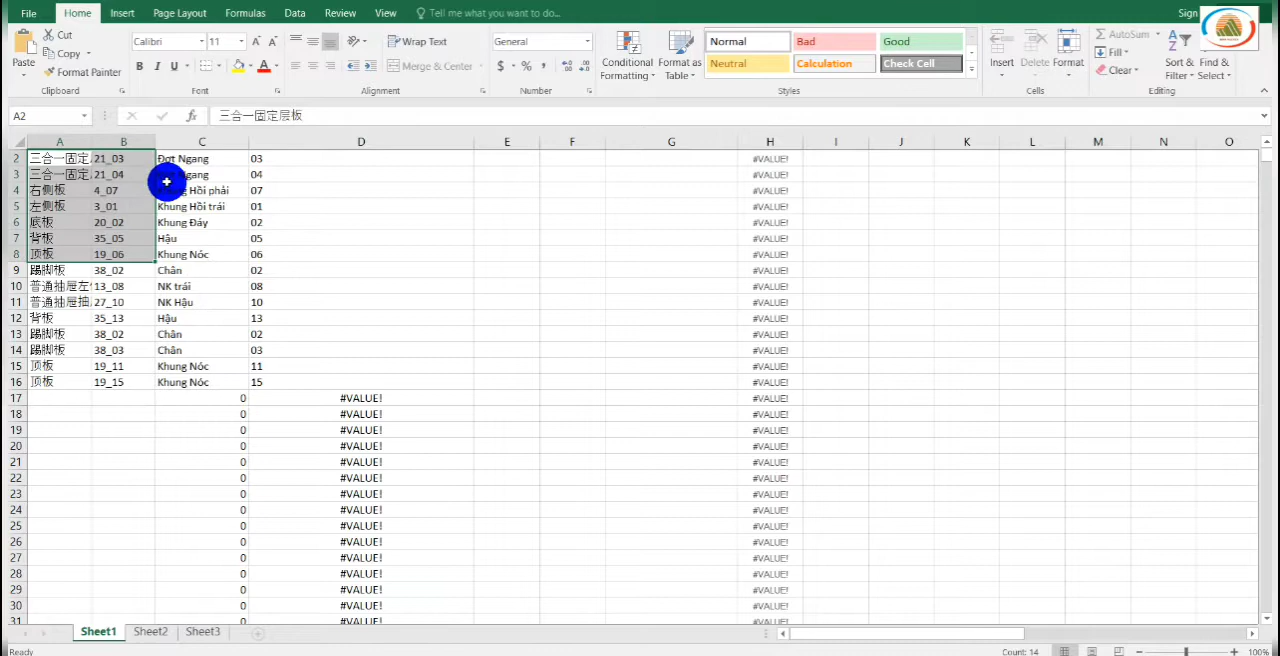 File Home Insert Page Layout Formulas Data Review View Tell me what you want to do... Sign
Cut
Copy
Format Painter
Paste
Calibri 11
B I U
Wrap Text
Merge & Center
General
$ % ,
Conditional Formatting
Format as Table
Normal Bad Good
Neutral Calculation Check Cell
Insert Delete Format
AutoSum
Fill
Clear
Sort & Filter
Find & Select
Clipboard Font Alignment Number Styles Cells Editing
A2 fx 三合一固定层板
A B C D E F G H I J K L M N O
2 三合一固定 21_03 Đợt Ngang 03 #VALUE!
3 三合一固定 21_04 Ngang 04 #VALUE!
4 右侧板 4_07 Khung Hồi phải 07 #VALUE!
5 左侧板 3_01 Khung Hồi trái 01 #VALUE!
6 底板 20_02 Khung Đáy 02 #VALUE!
7 背板 35_05 Hậu 05 #VALUE!
8 顶板 19_06 Khung Nóc 06 #VALUE!
9 踢脚板 38_02 Chân 02 #VALUE!
10 普通抽屉左 13_08 NK trái 08 #VALUE!
11 普通抽屉 27_10 NK Hậu 10 #VALUE!
12 背板 35_13 Hậu 13 #VALUE!
13 踢脚板 38_02 Chân 02 #VALUE!
14 踢脚板 38_03 Chân 03 #VALUE!
15 顶板 19_11 Khung Nóc 11 #VALUE!
16 顶板 19_15 Khung Nóc 15 #VALUE!
17 0 #VALUE! #VALUE!
18 0 #VALUE! #VALUE!
19 0 #VALUE! #VALUE!
20 0 #VALUE! #VALUE!
21 0 #VALUE! #VALUE!
22 0 #VALUE! #VALUE!
23 0 #VALUE! #VALUE!
24 0 #VALUE! #VALUE!
25 0 #VALUE! #VALUE!
26 0 #VALUE! #VALUE!
27 0 #VALUE! #VALUE!
28 0 #VALUE! #VALUE!
29 0 #VALUE! #VALUE!
30 0 #VALUE! #VALUE!
31 0 #VALUE! #VALUE!
Sheet1 Sheet2 Sheet3
Ready Count: 14 100%